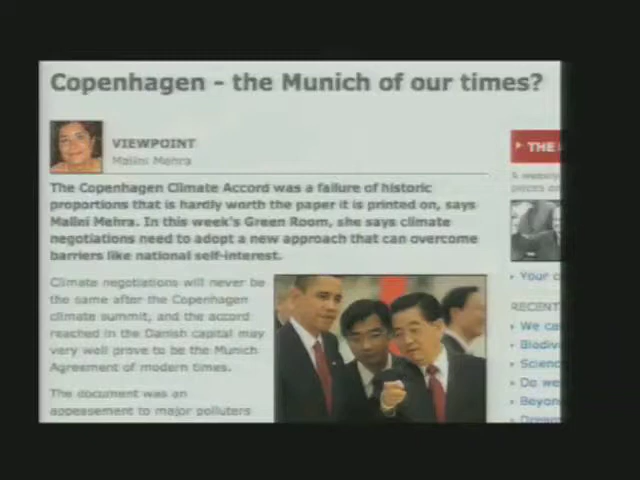 Copenhagen - the Munich of our times?
VIEWPOINT
Malini Mehra
The Copenhagen Climate Accord was a failure of historic
proportions that is hardly worth the paper it is printed on, says
Malini Mehra. In this week's Green Room, she says climate
negotiations need to adopt a new approach that can overcome
barriers like national self-interest.
Climate negotiations will never be
the same after the Copenhagen
climate summit, and the accord
reached in the Danish capital may
very well prove to be the Munich
Agreement of modern times.
The document was an
appeasement to major polluters
THE
A
pieces
Your
RECENT
We
Do we